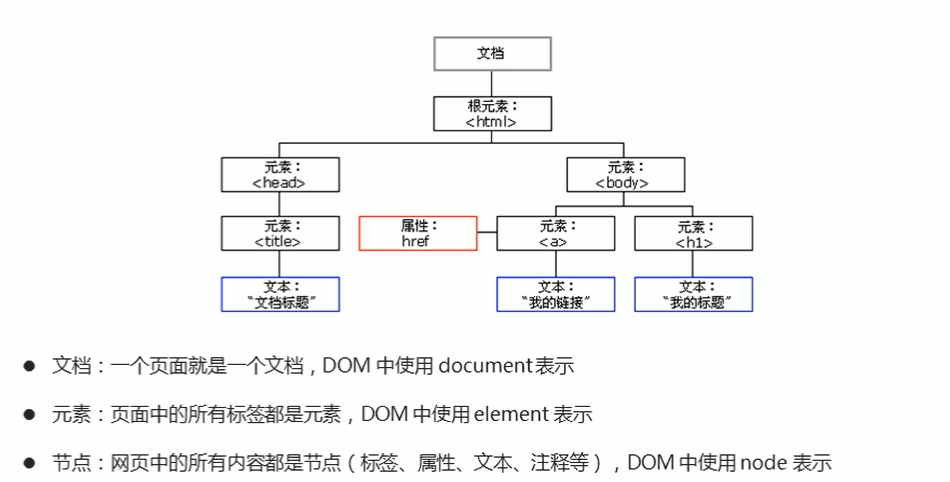 文档
根元素：
<html>
元素：
<head>
元素：
<body>
元素：
<title>
属性：
href
元素：
<a>
元素：
<h1>
文本：
“文档标题”
文本：
“我的链接”
文本：
“我的标题”
● 文档：一个页面就是一个文档，DOM 中使用 document 表示
● 元素：页面中的所有标签都是元素，DOM 中使用 element 表示
● 节点：网页中的所有内容都是节点（标签、属性、文本、注释等），DOM 中使用 node 表示